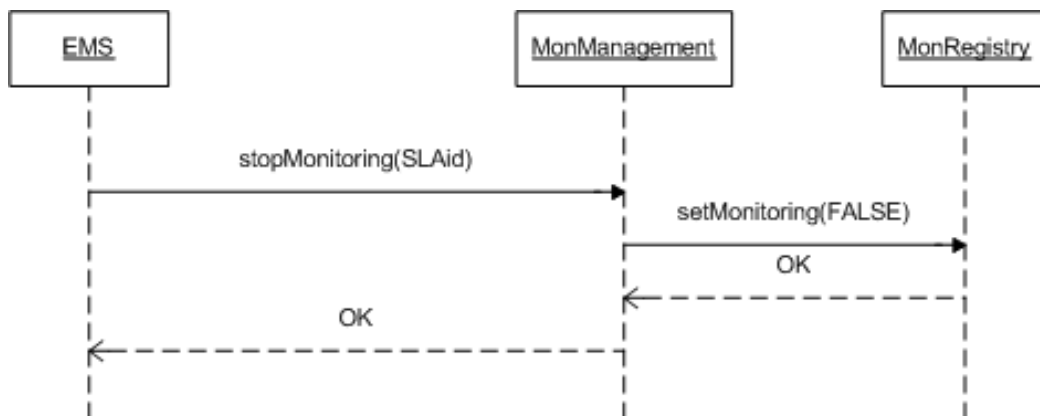 EMS
MonManagement
MonRegistry
stopMonitoring(SLAid)
setMonitoring(FALSE)
OK
OK